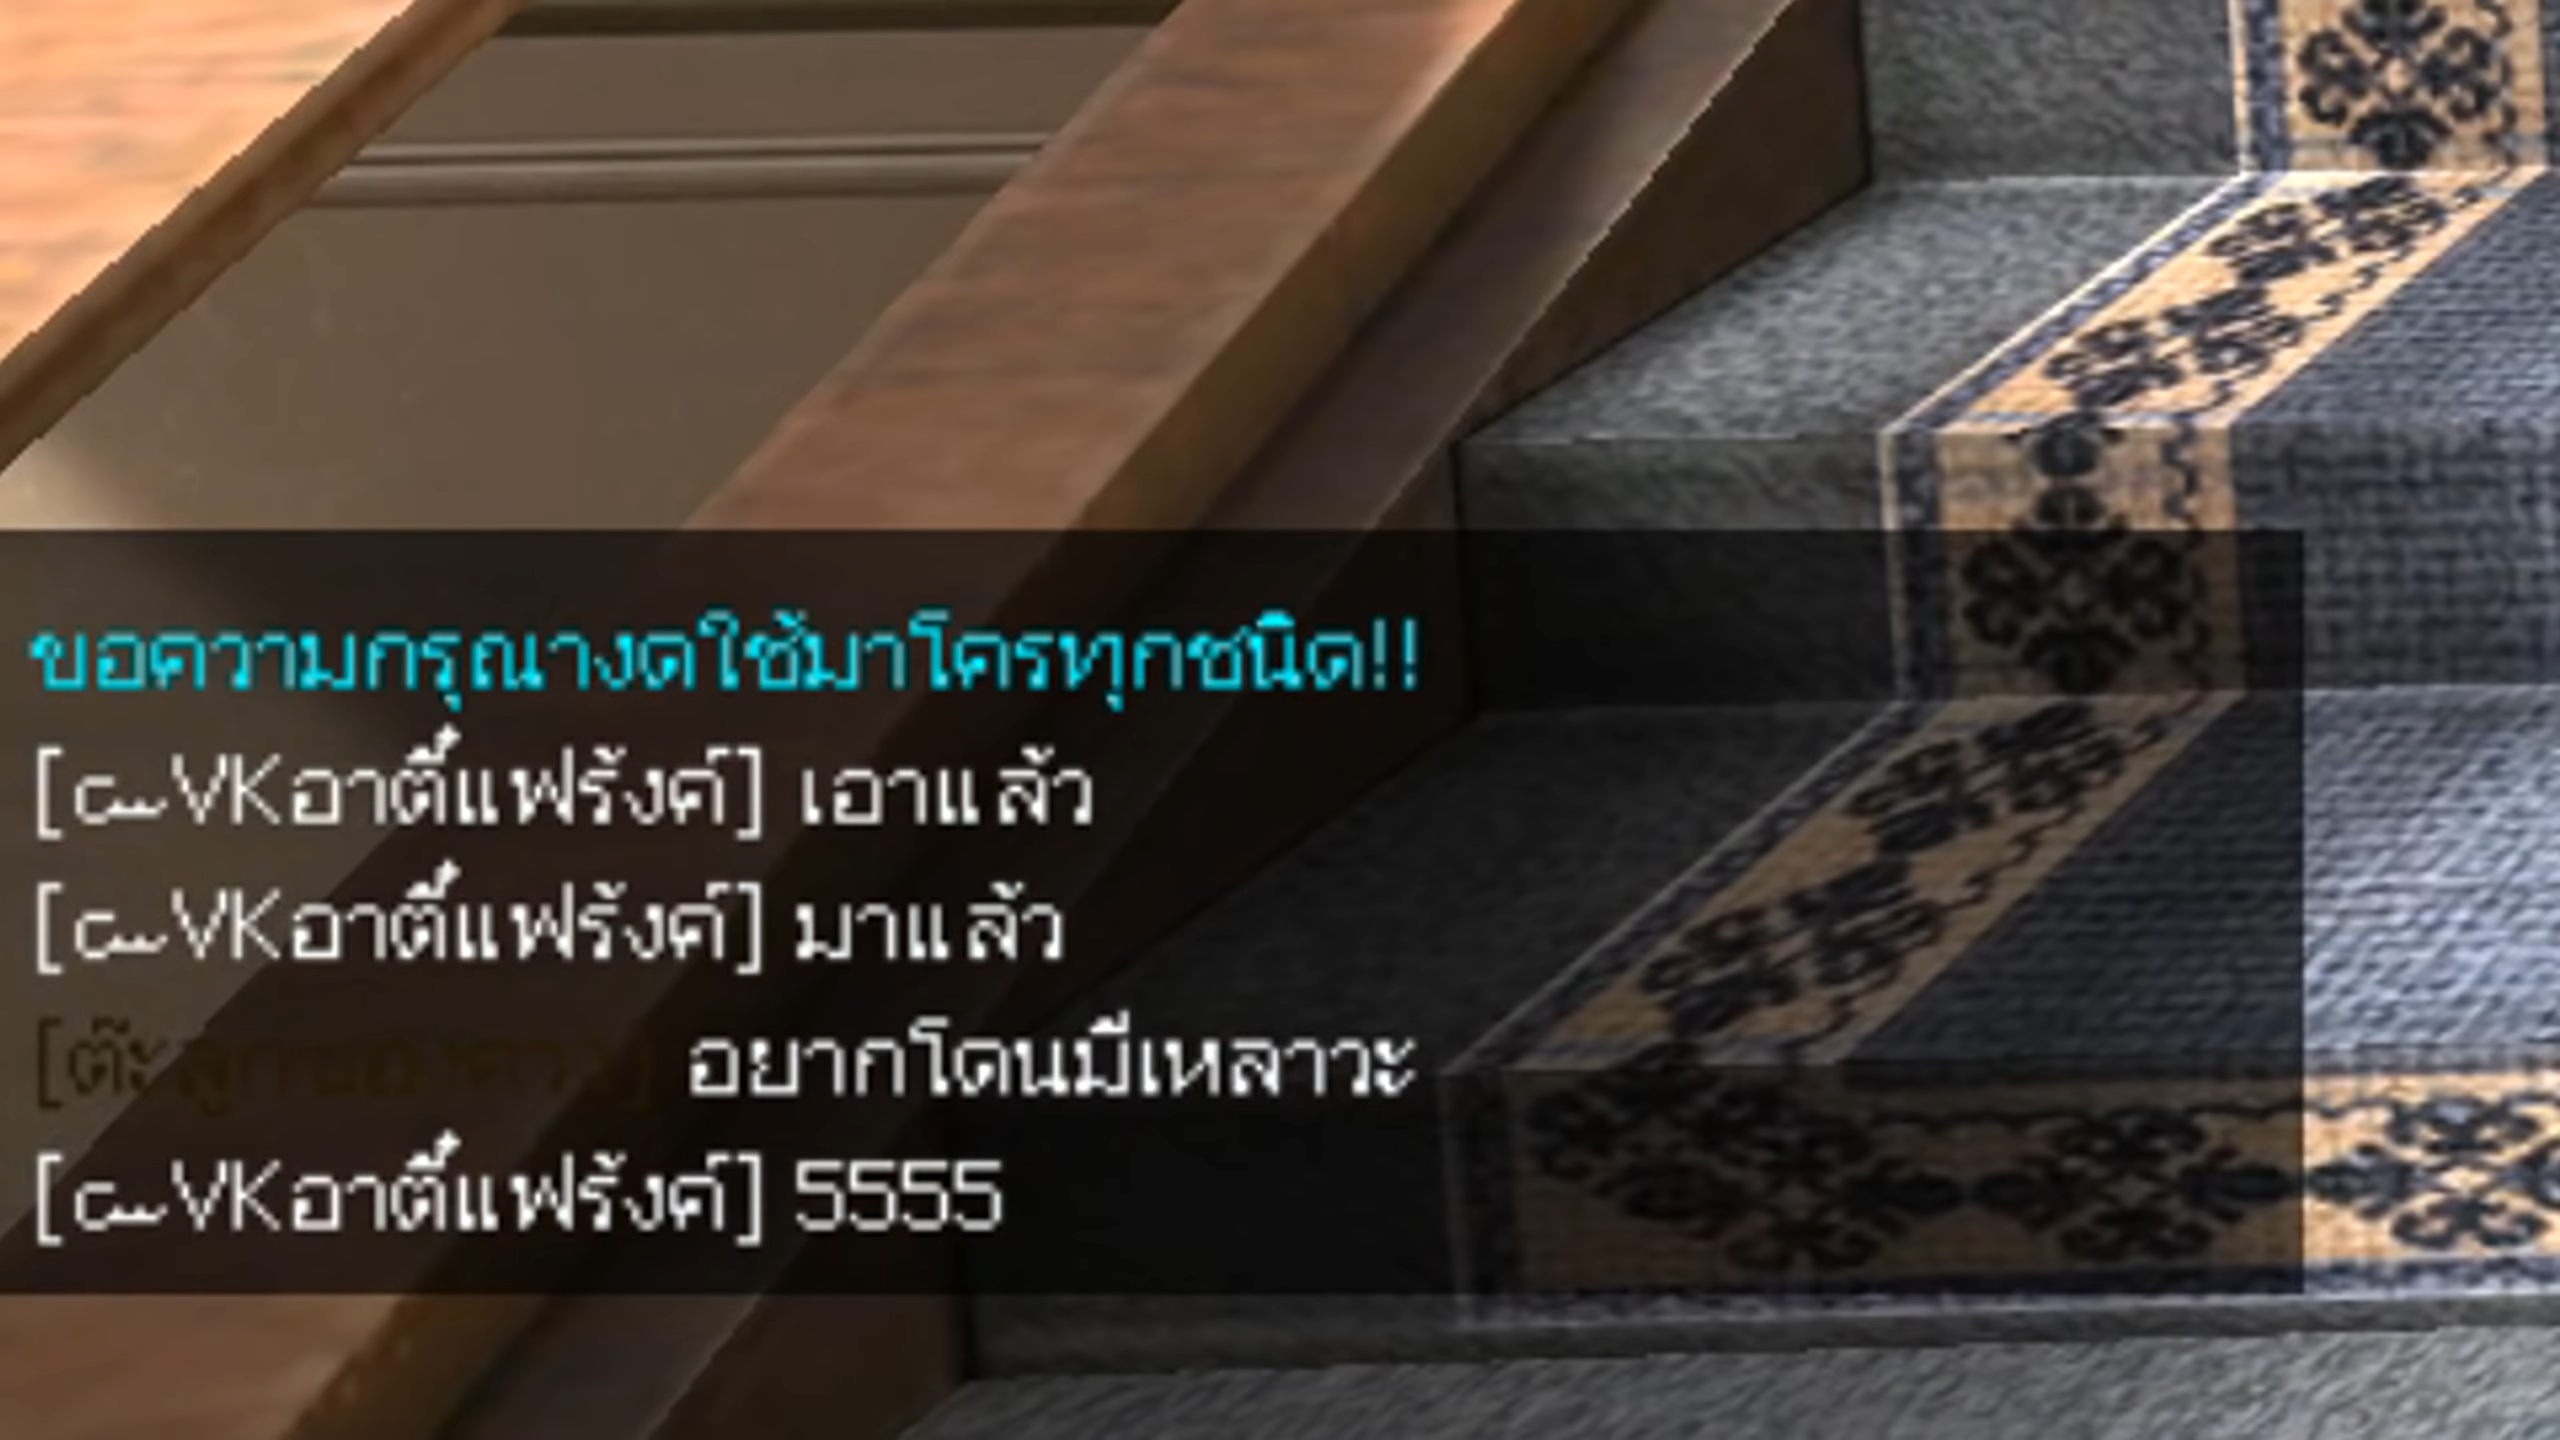 ขอความกรุณางดใช้มาโครทุกชนิด!!
[VKอาตี๋แฟร้งค์] เอาแล้ว
[VKอาตี๋แฟร้งค์] มาแล้ว
อยากโดนมีเหลาวะ
[VKอาตี๋แฟร้งค์] 5555